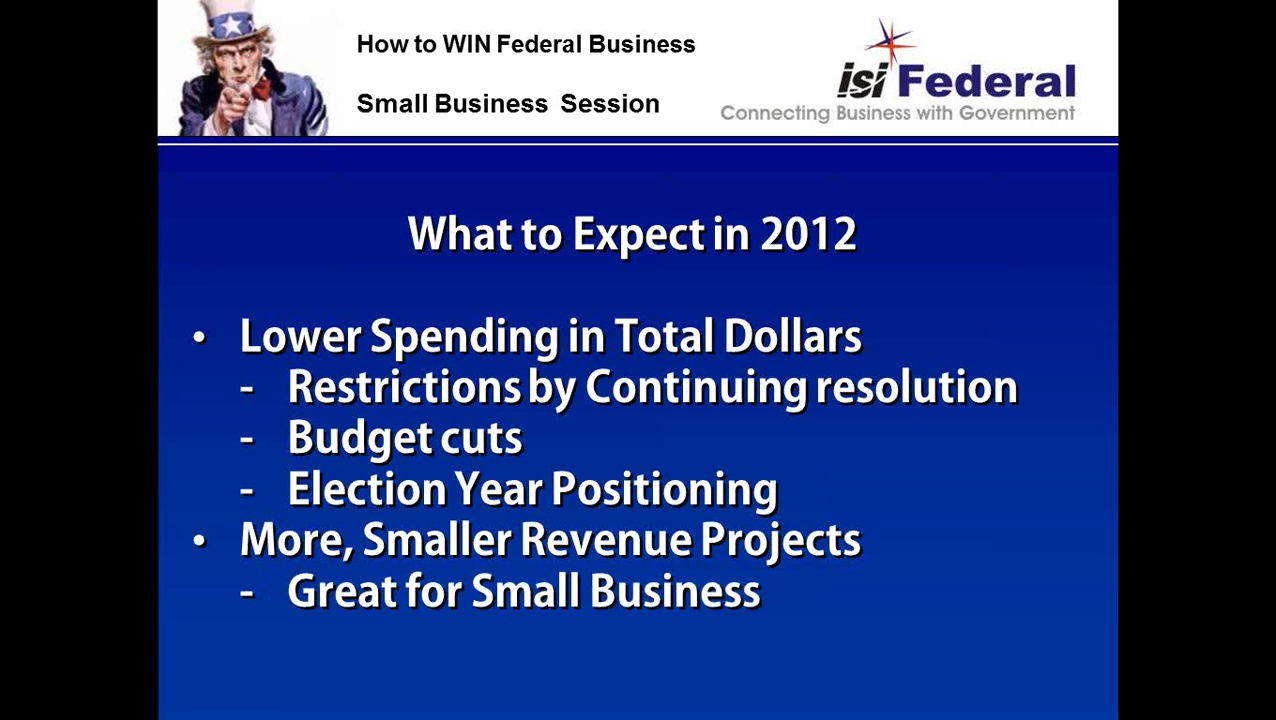 How to WIN Federal Business
Small Business Session
isi Federal
Connecting Business with Government
What to Expect in 2012
• Lower Spending in Total Dollars
- Restrictions by Continuing resolution
- Budget cuts
- Election Year Positioning
• More, Smaller Revenue Projects
- Great for Small Business